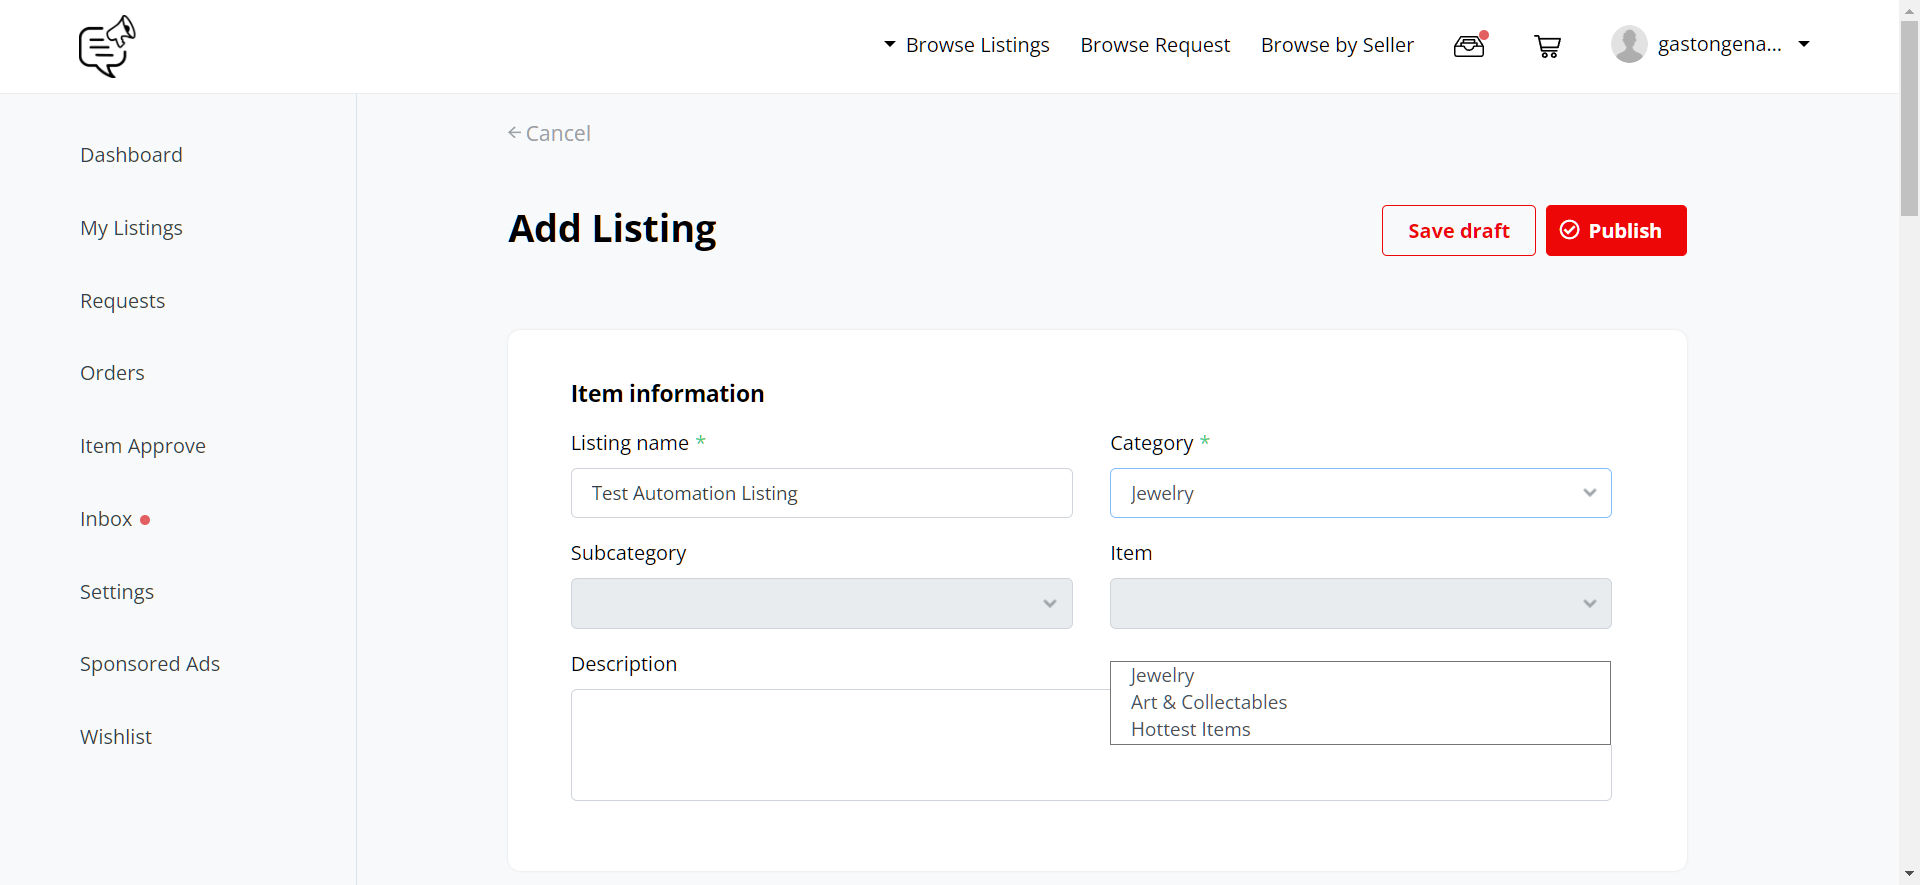 Browse Listings
Browse Request
Browse by Seller
gastongena...
Dashboard
My Listings
Requests
Orders
Item Approve
Inbox
Settings
Sponsored Ads
Wishlist
Cancel
Add Listing
Save draft
Publish
Item information
Listing name *
Test Automation Listing
Category *
Jewelry
Subcategory
Item
Description
Jewelry
Art & Collectables
Hottest Items